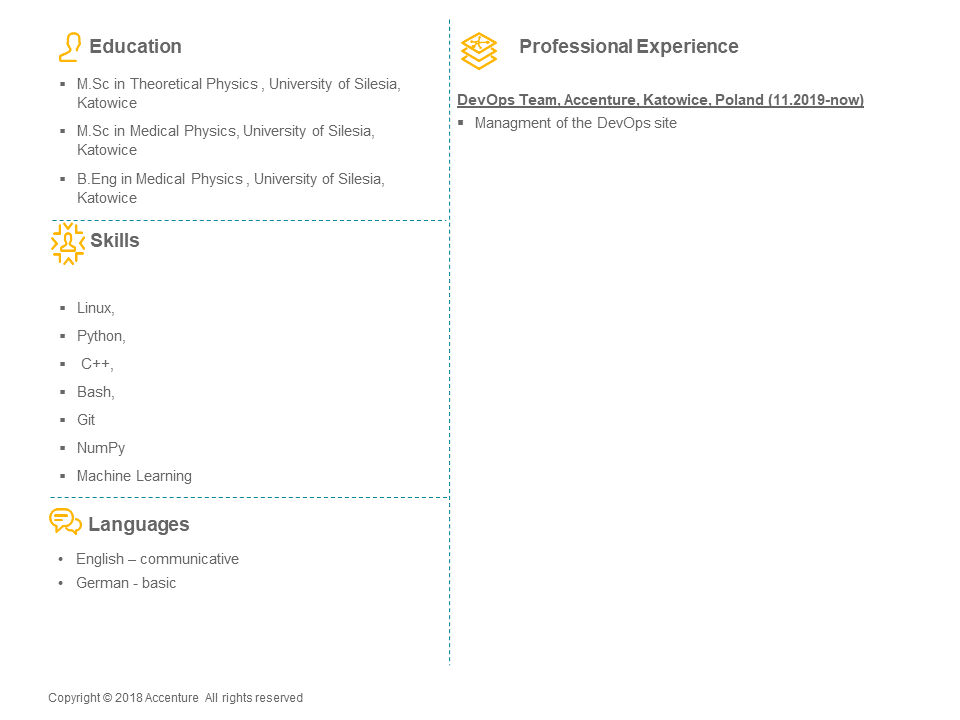 Education
M.Sc in Theoretical Physics , University of Silesia,
Katowice
M.Sc in Medical Physics, University of Silesia,
Katowice
B.Eng in Medical Physics , University of Silesia,
Katowice
Skills
Linux,
Python,
C++,
Bash,
Git
NumPy
Machine Learning
Languages
English – communicative
German - basic
Professional Experience
DevOps Team, Accenture, Katowice, Poland (11.2019-now)
Managment of the DevOps site
Copyright © 2018 Accenture All rights reserved